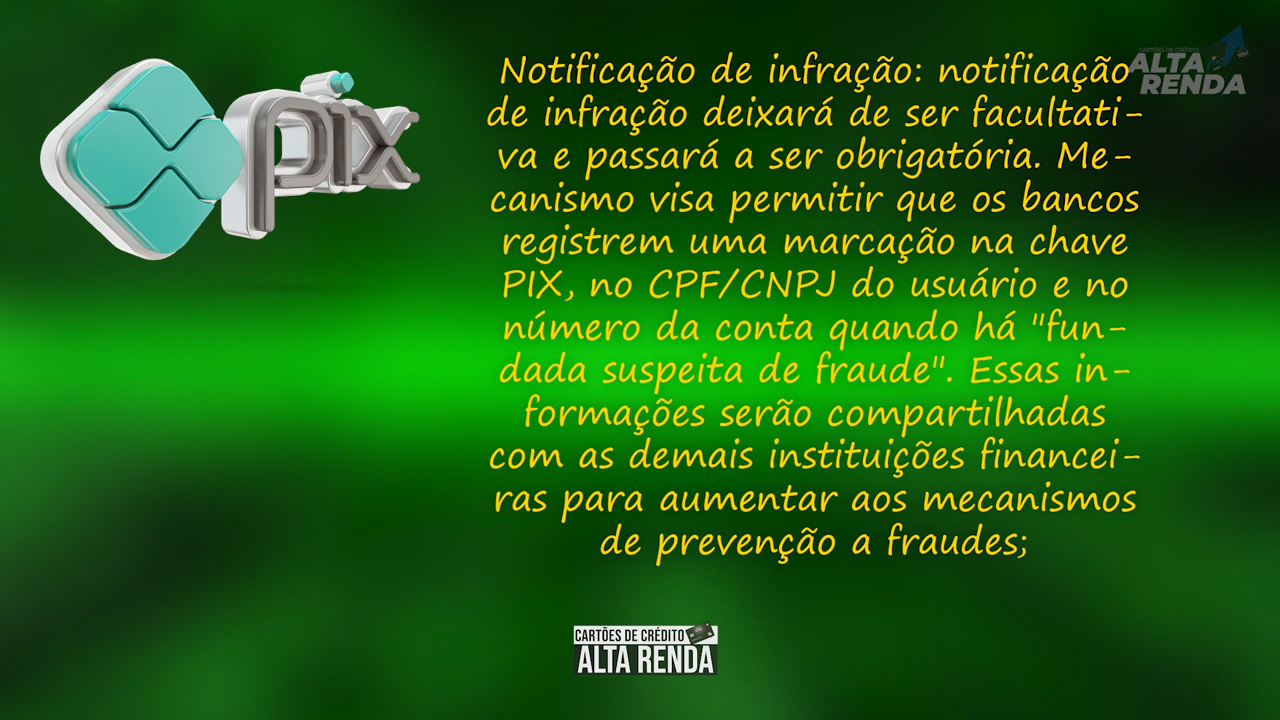 pix
Notificação de infração: notificação
de infração deixará de ser facultati-
va e passará a ser obrigatória. Me-
canismo visa permitir que os bancos
registrem uma marcação na chave
PIX, no CPF/CNPJ do usuário e no
número da conta quando há "fun-
dada suspeita de fraude". Essas in-
formações serão compartilhadas
com as demais instituições financei-
ras para aumentar aos mecanismos
de prevenção a fraudes;
CARTÕES DE CRÉDITO
ALTA
RENDA
CARTÕES DE CRÉDITO
ALTA RENDA